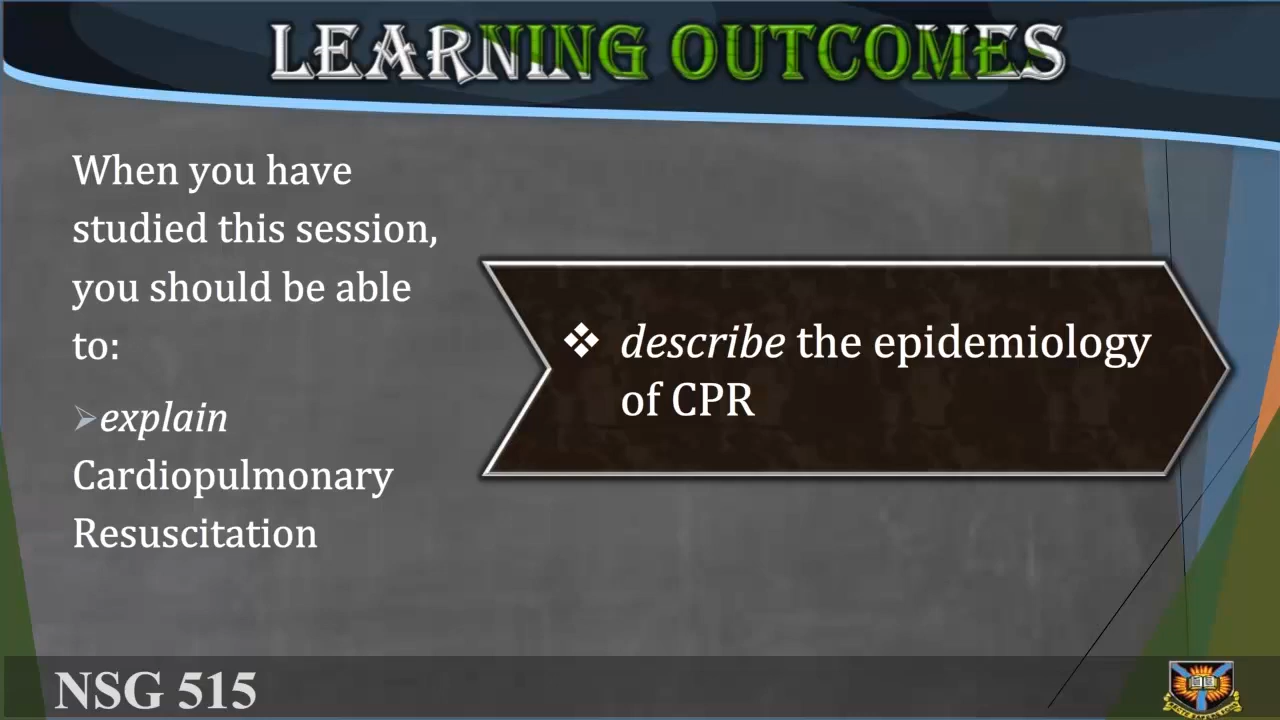 LEARNING OUTCOMES
When you have
studied this session,
you should be able
to:
➢explain
Cardiopulmonary
Resuscitation
❖ describe the epidemiology
of CPR
NSG 515